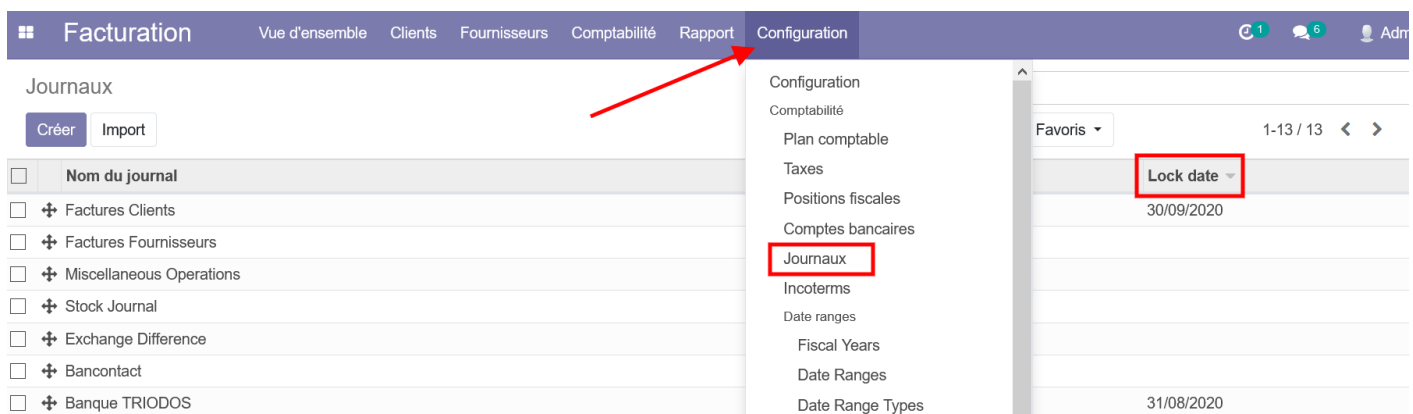 Facturation Vue d'ensemble Clients Fournisseurs Comptabilité Rapport Configuration 1 6 Adm
Journaux
Créer Import
Favoris 1-13 / 13
Nom du journal Lock date
Factures Clients 30/09/2020
Factures Fournisseurs
Miscellaneous Operations
Stock Journal
Exchange Difference
Bancontact
Banque TRIODOS 31/08/2020
Configuration
Comptabilité
Plan comptable
Taxes
Positions fiscales
Comptes bancaires
Journaux
Incoterms
Date ranges
Fiscal Years
Date Ranges
Date Range Types